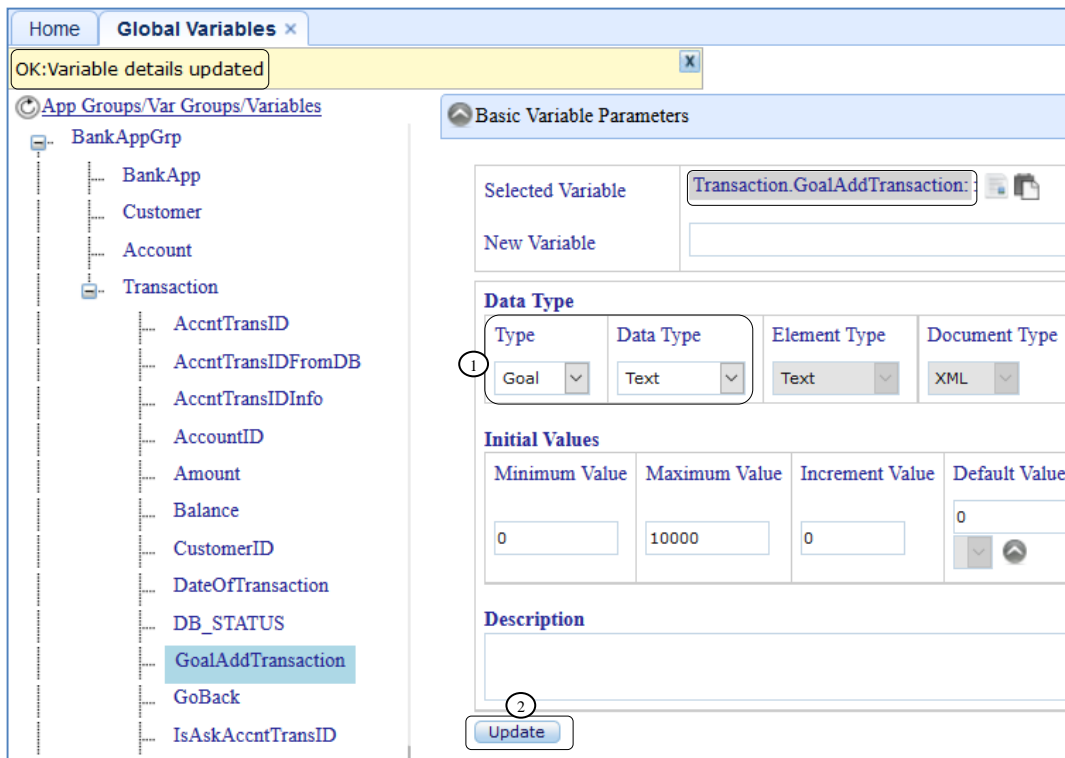 Home
Global Variables ×
OK:Variable details updated
X
App Groups/Var Groups/Variables
BankAppGrp
BankApp
Customer
Account
Transaction
AccntTransID
AccntTransIDFromDB
AccntTransIDInfo
AccountID
Amount
Balance
CustomerID
DateOfTransaction
DB_STATUS
GoalAddTransaction
GoBack
IsAskAccntTransID
Basic Variable Parameters
Selected Variable
Transaction.GoalAddTransaction: :
New Variable
Data Type
Type Data Type Element Type Document Type
1
Goal Text Text XML
Initial Values
Minimum Value Maximum Value Increment Value Default Value
0 10000 0 0
Description
2
Update